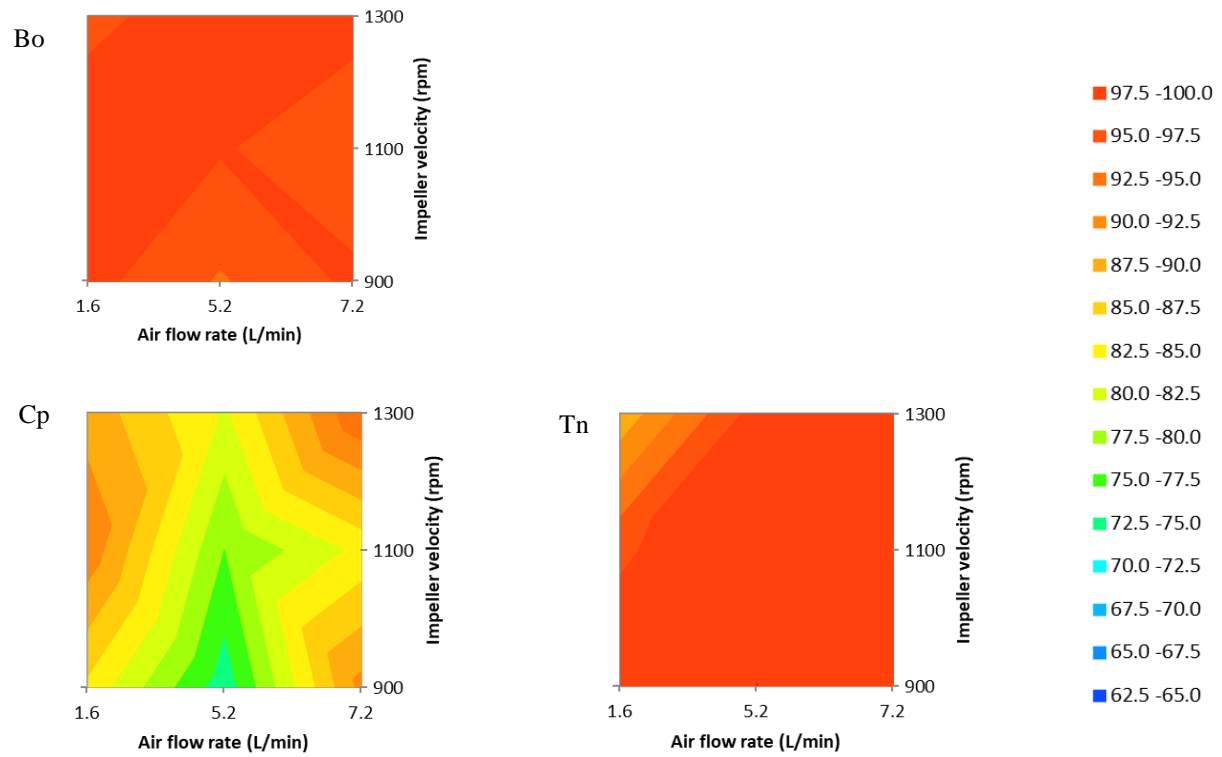 Bo
1300
1100
900
Impeller velocity (rpm)
1.6 5.2 7.2
Air flow rate (L/min)
Cp
1300
1100
900
Impeller velocity (rpm)
1.6 5.2 7.2
Air flow rate (L/min)
Tn
1300
1100
900
Impeller velocity (rpm)
1.6 5.2 7.2
Air flow rate (L/min)
97.5 -100.0
95.0 -97.5
92.5 -95.0
90.0 -92.5
87.5 -90.0
85.0 -87.5
82.5 -85.0
80.0 -82.5
77.5 -80.0
75.0 -77.5
72.5 -75.0
70.0 -72.5
67.5 -70.0
65.0 -67.5
62.5 -65.0